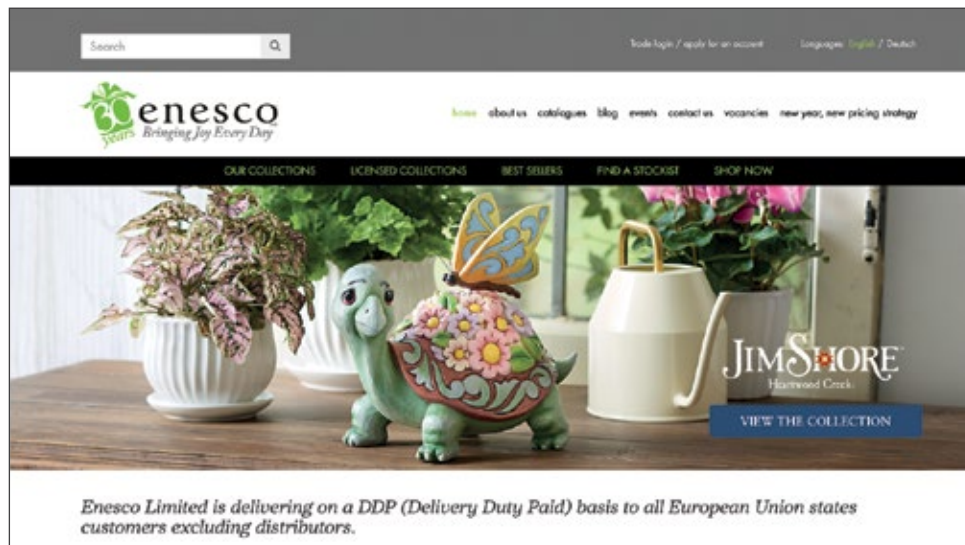 Search
Trade login / apply for an account
Languages: English / Deutsch
30 years
enesco
Bringing Joy Every Day
home about us catalogues blog events contact us vacancies new year, new pricing strategy
OUR COLLECTIONS LICENSED COLLECTIONS BEST SELLERS FIND A STOCKIST SHOP NOW
JIM SHORE
Heartwood Creek
VIEW THE COLLECTION
Enesco Limited is delivering on a DDP (Delivery Duty Paid) basis to all European Union states
customers excluding distributors.